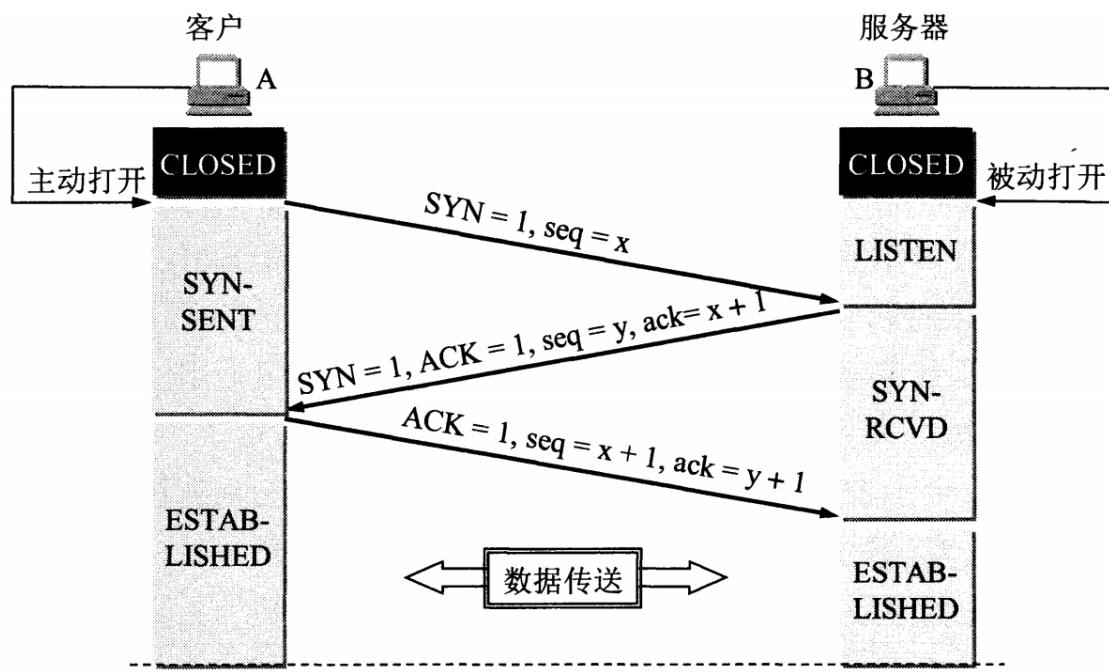 客户
服务器
A
B
CLOSED
CLOSED
主动打开
被动打开
SYN = 1, seq = x
LISTEN
SYN-
SENT
SYN = 1, ACK = 1, seq = y, ack= x + 1
SYN-
RCVD
ACK = 1, seq = x + 1, ack = y + 1
ESTAB-
LISHED
数据传送
ESTAB-
LISHED